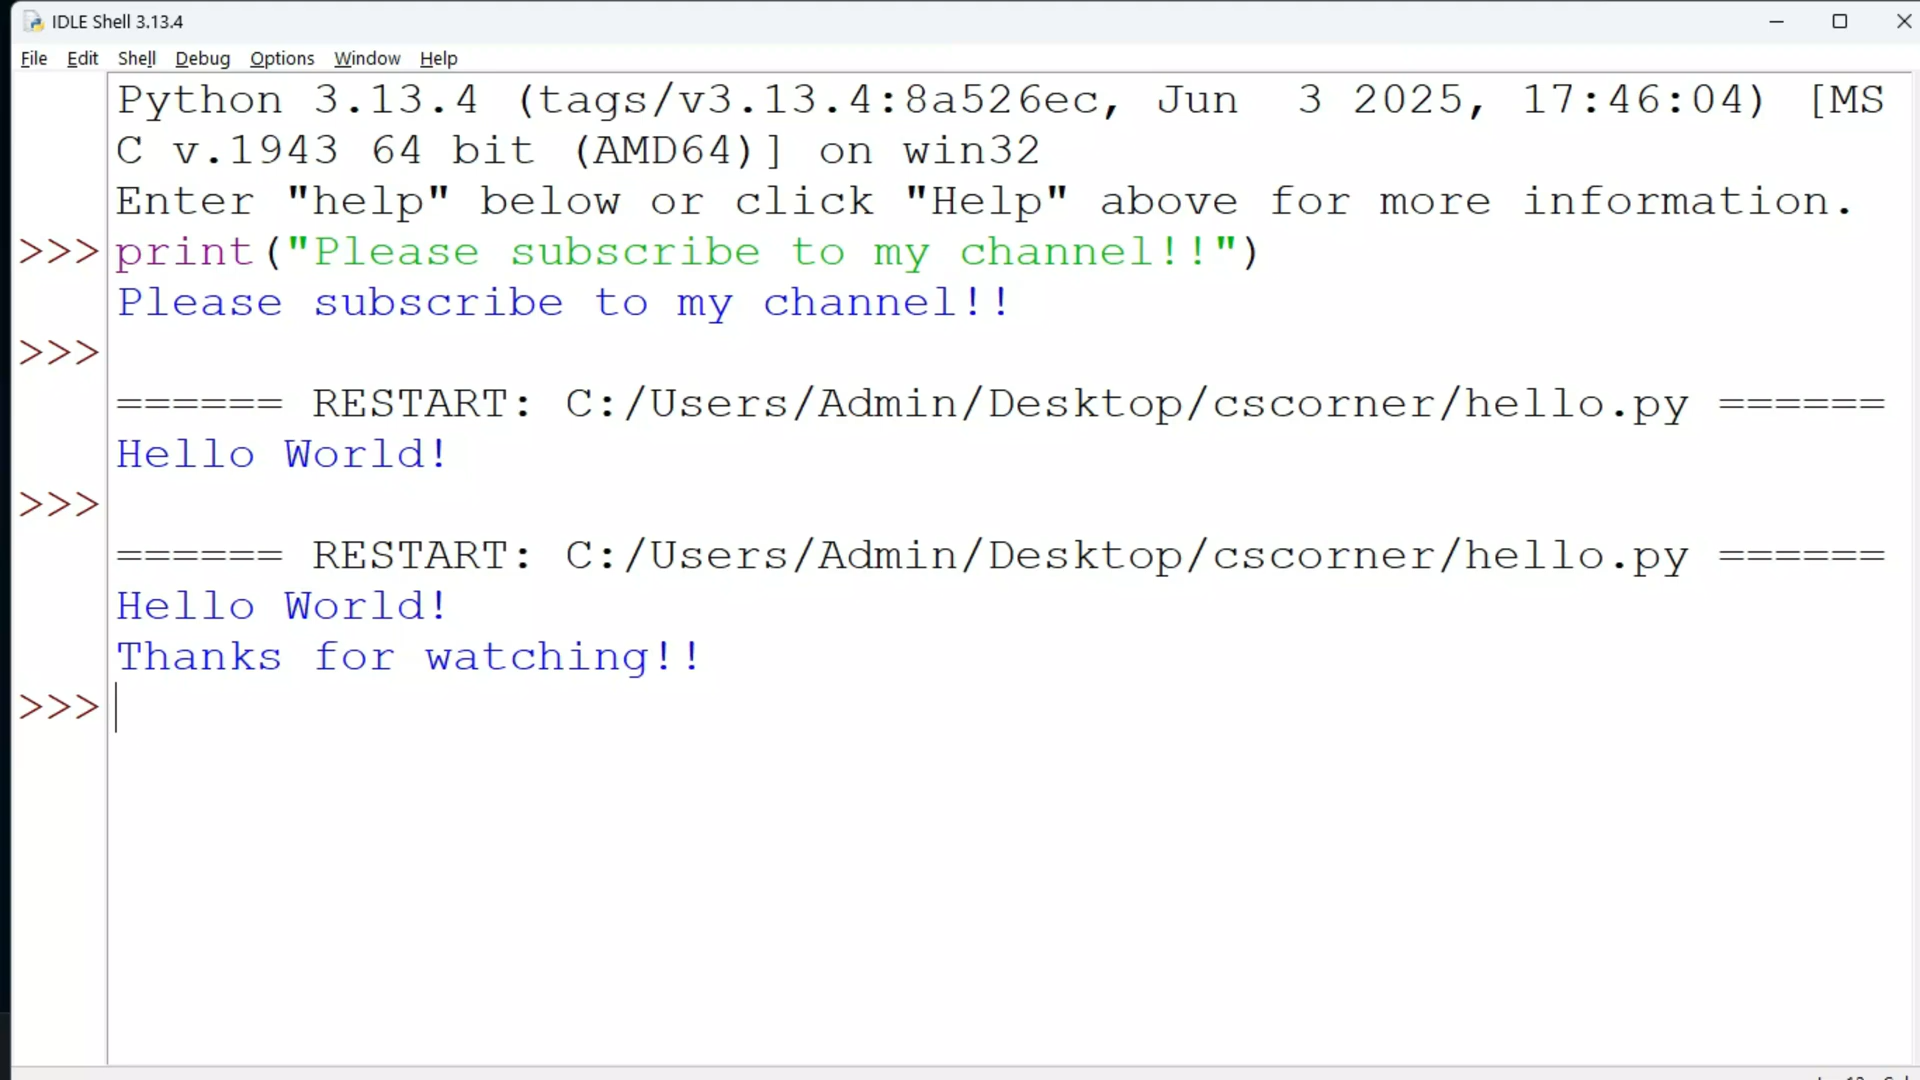 IDLE Shell 3.13.4
File Edit Shell Debug Options Window Help
Python 3.13.4 (tags/v3.13.4:8a526ec, Jun  3 2025, 17:46:04) [MS
C v.1943 64 bit (AMD64)] on win32
Enter "help" below or click "Help" above for more information.
>>> print("Please subscribe to my channel!!")
Please subscribe to my channel!!
>>>
====== RESTART: C:/Users/Admin/Desktop/cscorner/hello.py ======
Hello World!
>>>
====== RESTART: C:/Users/Admin/Desktop/cscorner/hello.py ======
Hello World!
Thanks for watching!!
>>>